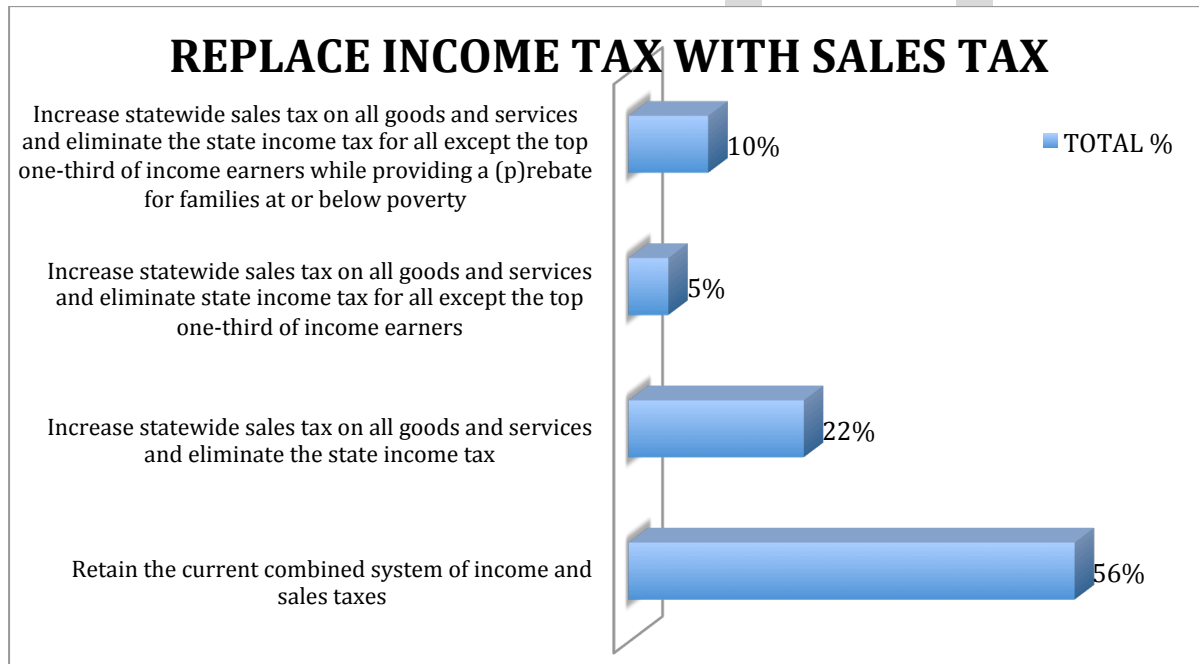 REPLACE INCOME TAX WITH SALES TAX
Increase statewide sales tax on all goods and services
and eliminate the state income tax for all except the top
one-third of income earners while providing a (p)rebate
for families at or below poverty
10%
TOTAL %
Increase statewide sales tax on all goods and services
and eliminate state income tax for all except the top
one-third of income earners
5%
Increase statewide sales tax on all goods and services
and eliminate the state income tax
22%
Retain the current combined system of income and
sales taxes
56%